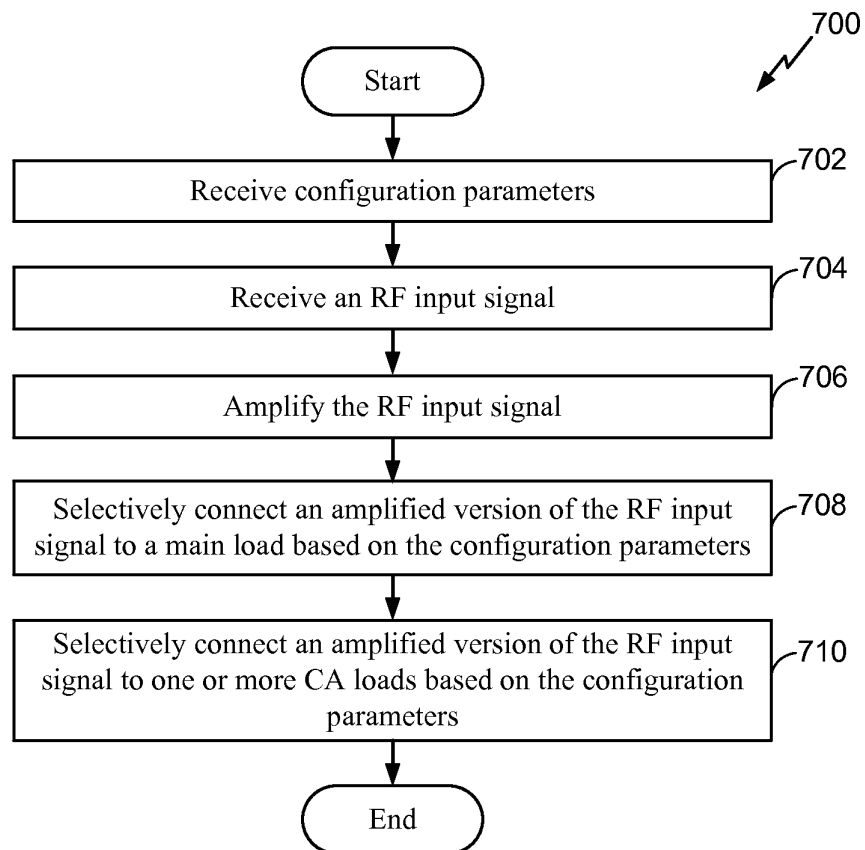 700
Start
702
Receive configuration parameters
704
Receive an RF input signal
706
Amplify the RF input signal
708
Selectively connect an amplified version of the RF input
signal to a main load based on the configuration parameters
710
Selectively connect an amplified version of the RF input
signal to one or more CA loads based on the configuration
parameters
End